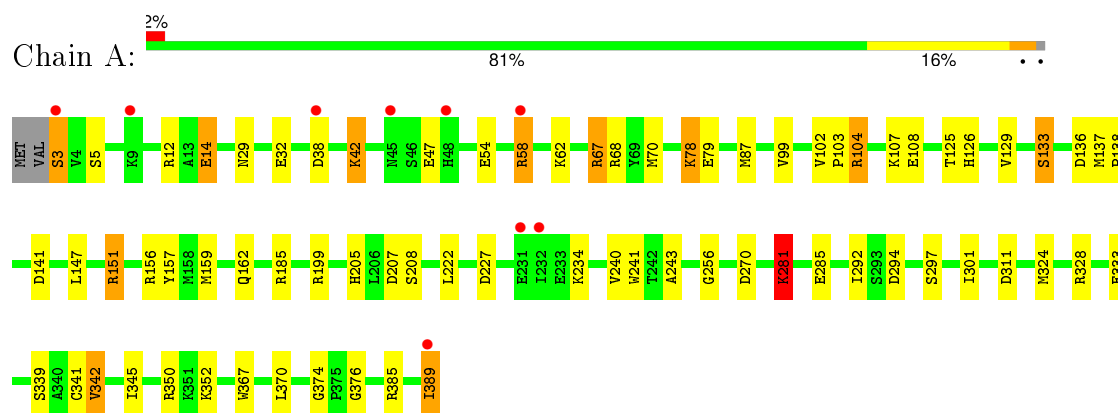 2%
Chain A:
81% 16% • •
MET VAL S3 V4 S5 K9 R12 A13 E14 N29 E32 D38 K42 N45 S46 E47 H48 E54 R58 K62 R67 R68 Y69 M70 K78 E79 M87 V99 V102 P103 R104 K107 E108 T125 H126 V129 S133 D136 M137 P138
D141 L147 R151 R156 Y157 M158 M159 Q162 R185 R199 H205 L206 D207 S208 L222 D227 E231 I232 E233 K234 V240 W241 T242 A243 G256 D270 K281 E285 I292 S293 D294 S297 I301 D311 M324 R328
S339 A340 C341 V342 I345 R350 K351 K352 W367 L370 G374 P375 G376 R385 I389